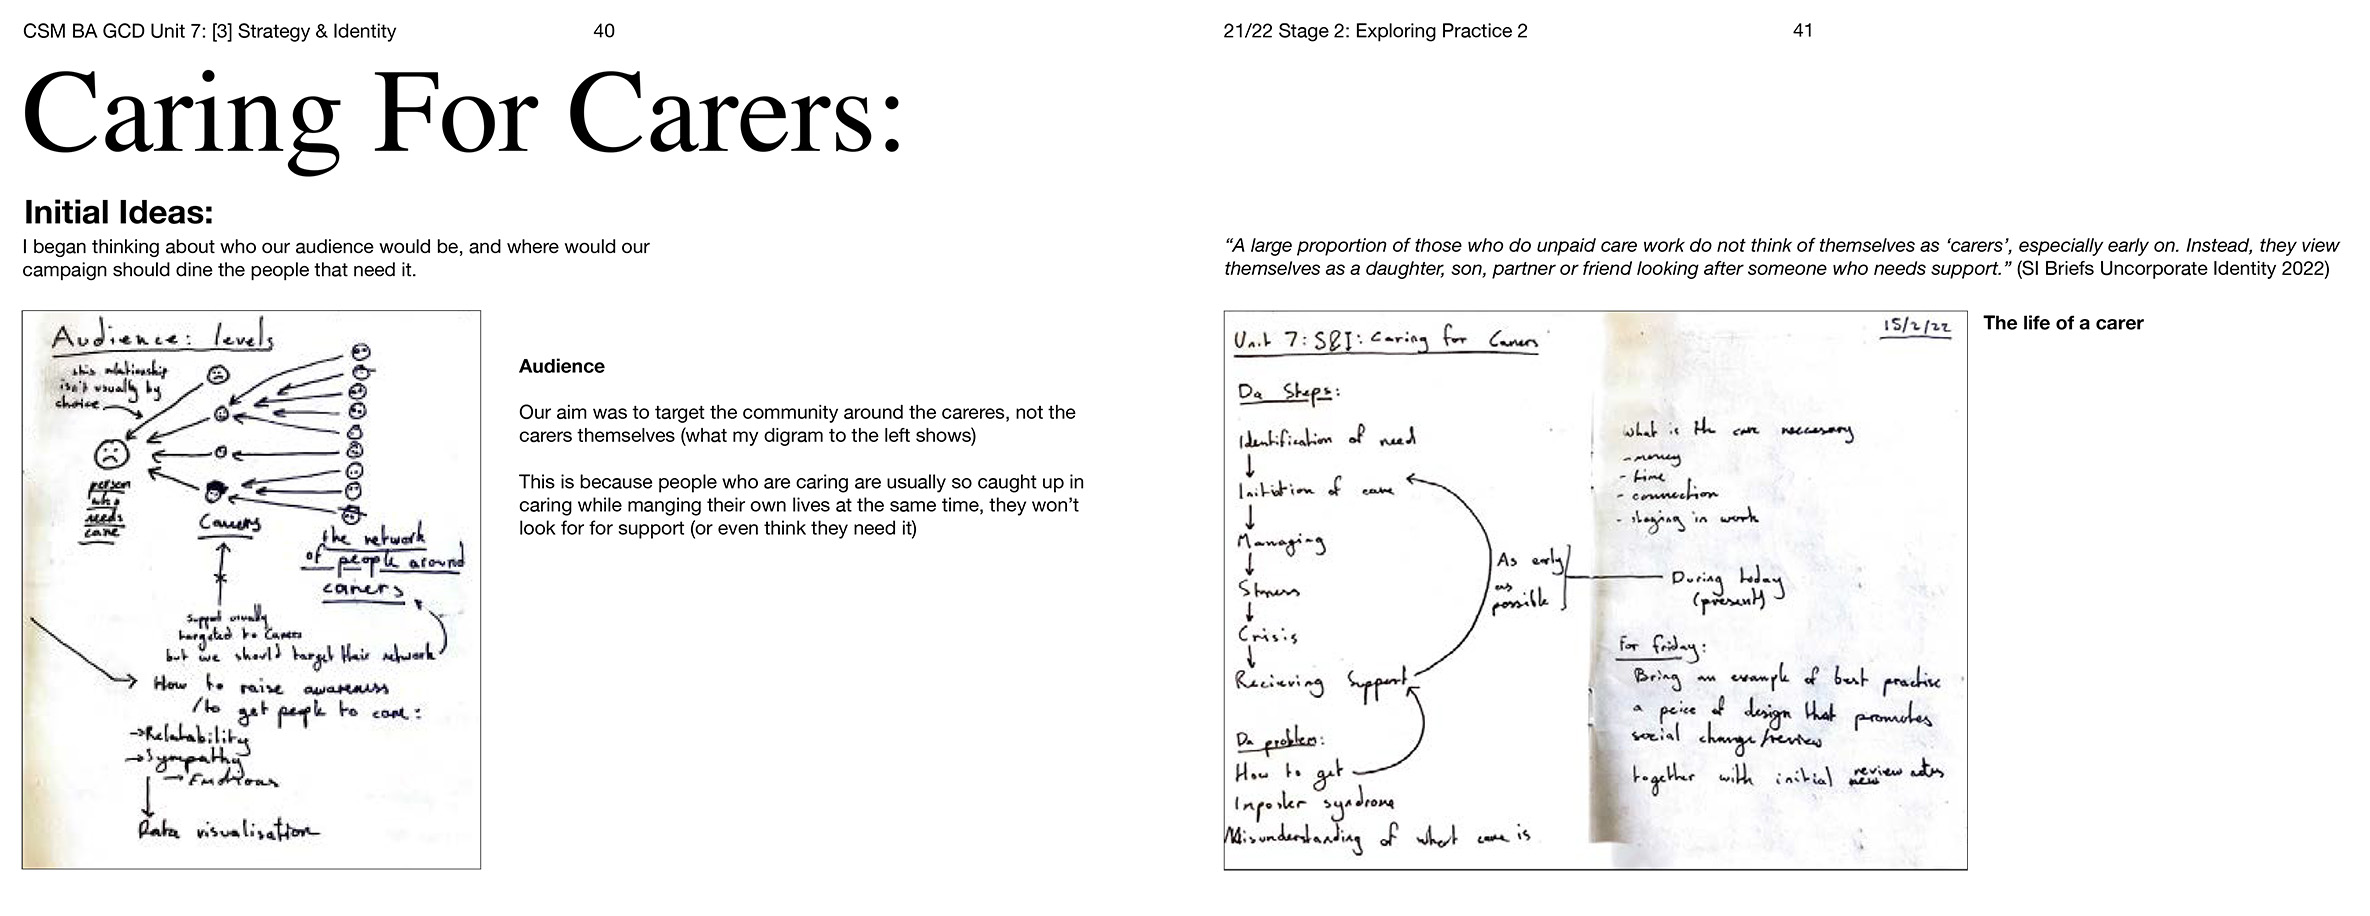 CSM BA GCD Unit 7: [3] Strategy & Identity
40
Caring For Carers:
Initial Ideas:
I began thinking about who our audience would be, and where would our
campaign should dine the people that need it.
Audience: levels
this relationship
isn't usually by
choice
person
who
needs
care
Carers
the network
of people around
carers
support usually
targeted to Carers
but we should target their network
How to raise awareness
/to get people to care:
→Relatability
→Sympathy
→ Emotions
Data visualisation
Audience
Our aim was to target the community around the careres, not the
carers themselves (what my digram to the left shows)
This is because people who are caring are usually so caught up in
caring while manging their own lives at the same time, they won't
look for for support (or even think they need it)
21/22 Stage 2: Exploring Practice 2
41
“A large proportion of those who do unpaid care work do not think of themselves as ‘carers’, especially early on. Instead, they view
themselves as a daughter, son, partner or friend looking after someone who needs support.” (SI Briefs Uncorporate Identity 2022)
Unit 7: S&I: Caring for Carers
Da Steps:
Identification of need
Initiation of care
Managing
Stress
Crisis
Recieving Support
As early
as
possible
Da problem:
How to get
Imposter syndrome
Misunderstanding of what care is
15/2/22
What is the care neccesary
- money
- time
- connection
- staying in work
During today
(present)
For friday:
Bring an example of best practise
a peice of design that promotes
social change/review
together with initial review notes
The life of a carer